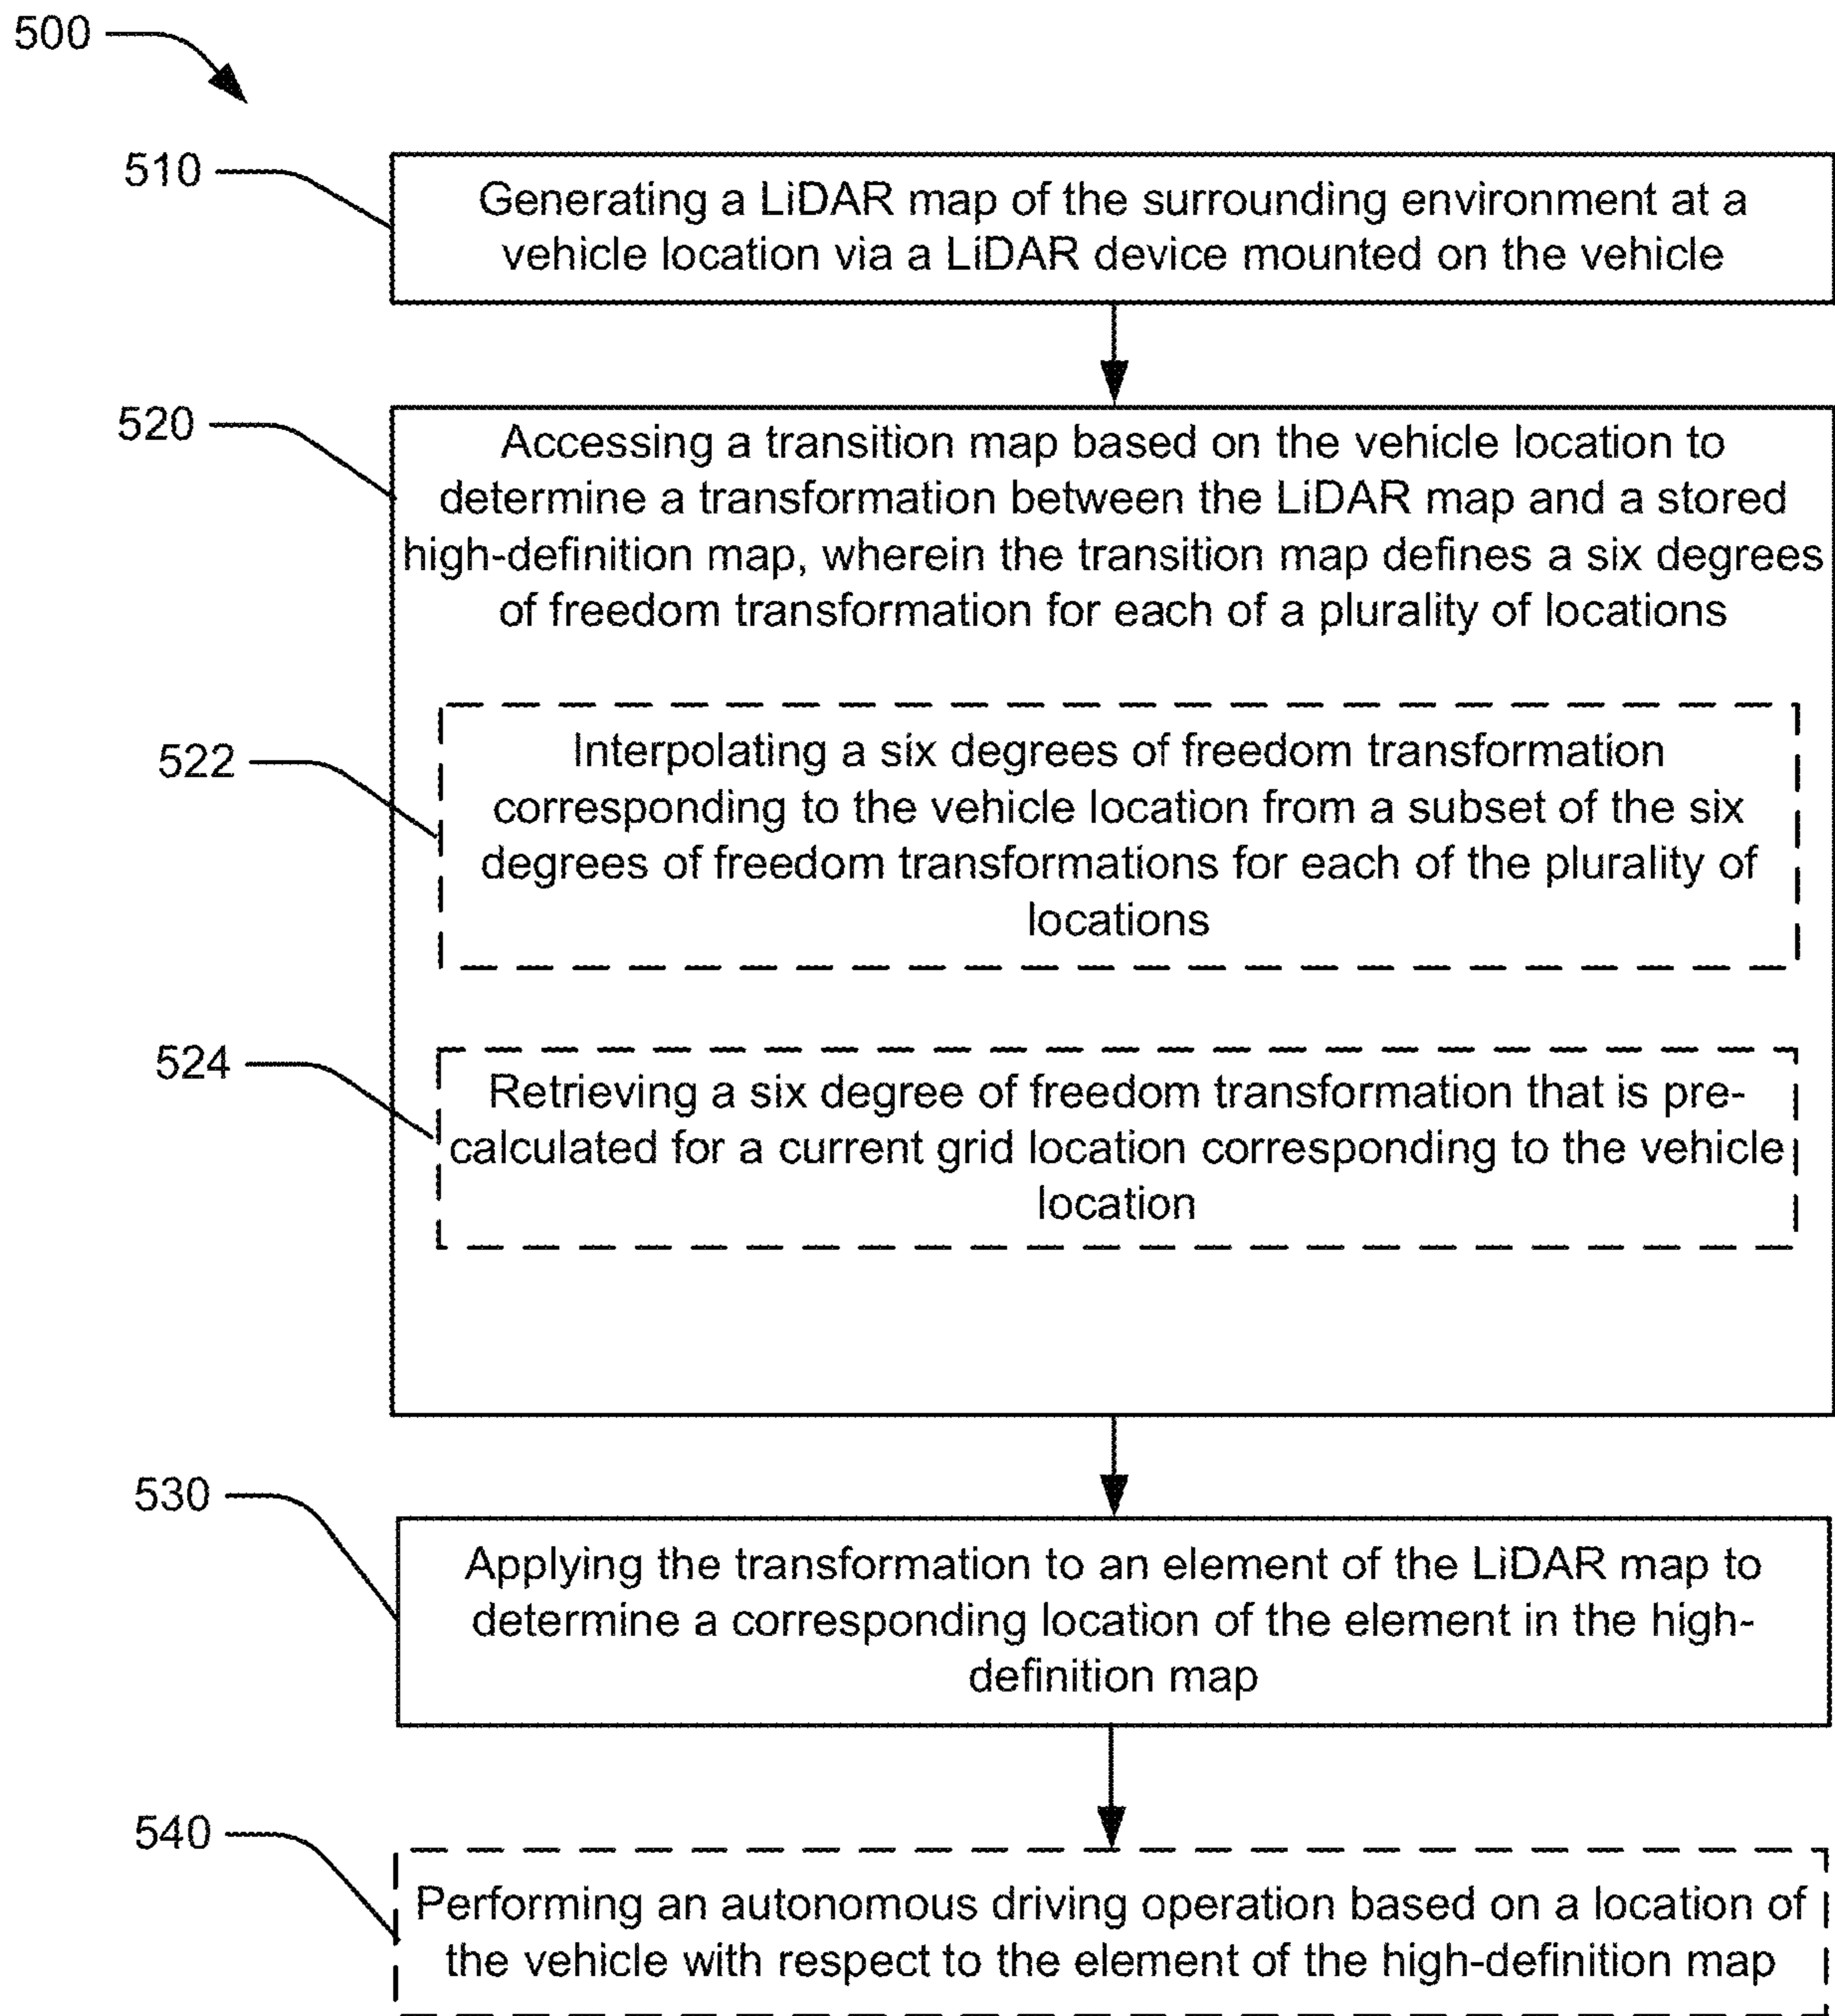 500
510
Generating a LiDAR map of the surrounding environment at a
vehicle location via a LiDAR device mounted on the vehicle
520
Accessing a transition map based on the vehicle location to
determine a transformation between the LiDAR map and a stored
high-definition map, wherein the transition map defines a six degrees
of freedom transformation for each of a plurality of locations
522
Interpolating a six degrees of freedom transformation
corresponding to the vehicle location from a subset of the six
degrees of freedom transformations for each of the plurality of
locations
524
Retrieving a six degree of freedom transformation that is pre-
calculated for a current grid location corresponding to the vehicle
location
530
Applying the transformation to an element of the LiDAR map to
determine a corresponding location of the element in the high-
definition map
540
Performing an autonomous driving operation based on a location of
the vehicle with respect to the element of the high-definition map